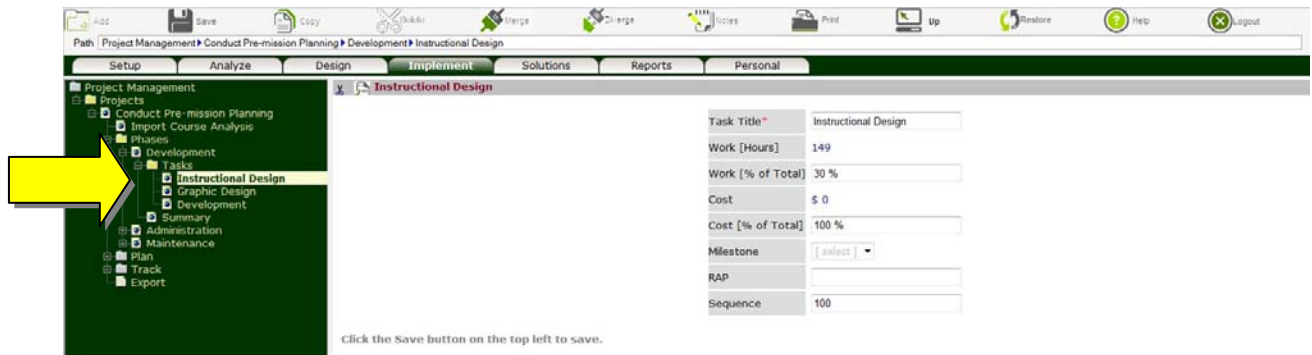 Add Save Copy Delete Merge Diverge Notes Print Up Restore Help Logout
Path Project Management Conduct Pre-mission Planning Development Instructional Design
Setup Analyze Design Implement Solutions Reports Personal
Project Management
Projects
Conduct Pre-mission Planning
Import Course Analysis
Phases
Development
Tasks
Instructional Design
Graphic Design
Development
Summary
Administration
Maintenance
Plan
Track
Export
Instructional Design
Task Title* Instructional Design
Work [Hours] 149
Work [% of Total] 30 %
Cost $ 0
Cost [% of Total] 100 %
Milestone [ select ]
RAP
Sequence 100
Click the Save button on the top left to save.